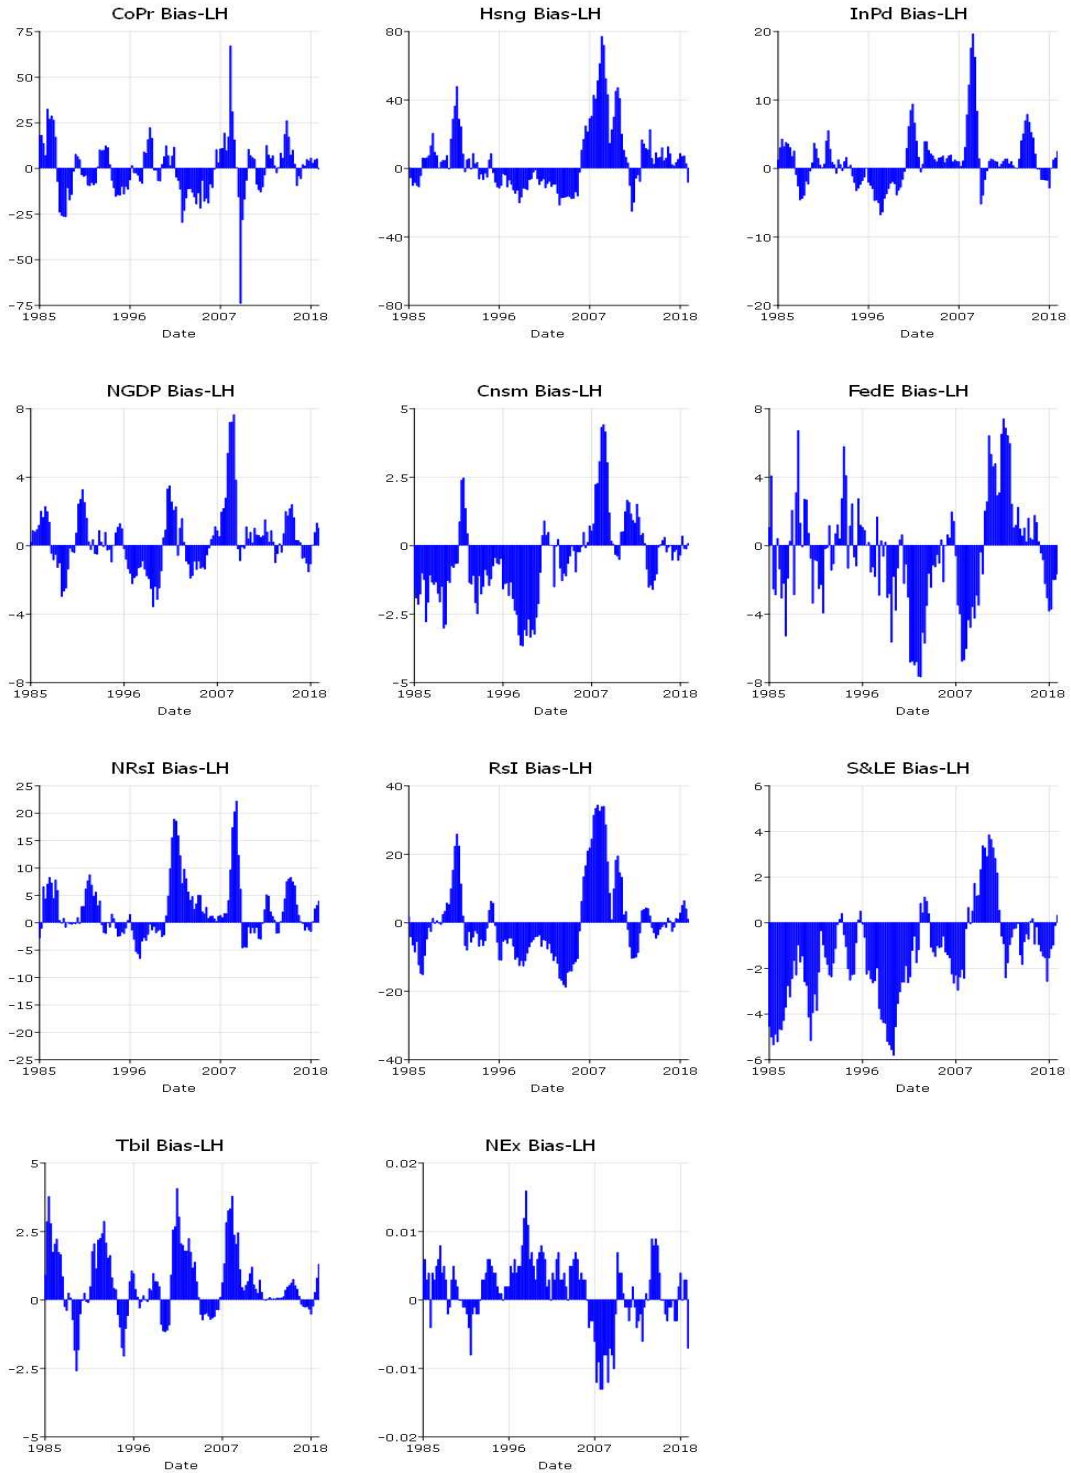 CoPr Bias-LH
75
50
25
0
−25
−50
−75
1985 1996 2007 2018
Date
Hsng Bias-LH
80
40
0
−40
−80
1985 1996 2007 2018
Date
InPd Bias-LH
20
10
0
−10
−20
1985 1996 2007 2018
Date
NGDP Bias-LH
8
4
0
−4
−8
1985 1996 2007 2018
Date
Cnsm Bias-LH
5
2.5
0
−2.5
−5
1985 1996 2007 2018
Date
FedE Bias-LH
8
4
0
−4
−8
1985 1996 2007 2018
Date
NRsI Bias-LH
25
20
15
10
5
0
−5
−10
−15
−20
−25
1985 1996 2007 2018
Date
RsI Bias-LH
40
20
0
−20
−40
1985 1996 2007 2018
Date
S&LE Bias-LH
6
4
2
0
−2
−4
−6
1985 1996 2007 2018
Date
Tbil Bias-LH
5
2.5
0
−2.5
−5
1985 1996 2007 2018
Date
NEx Bias-LH
0.02
0.01
0
−0.01
−0.02
1985 1996 2007 2018
Date